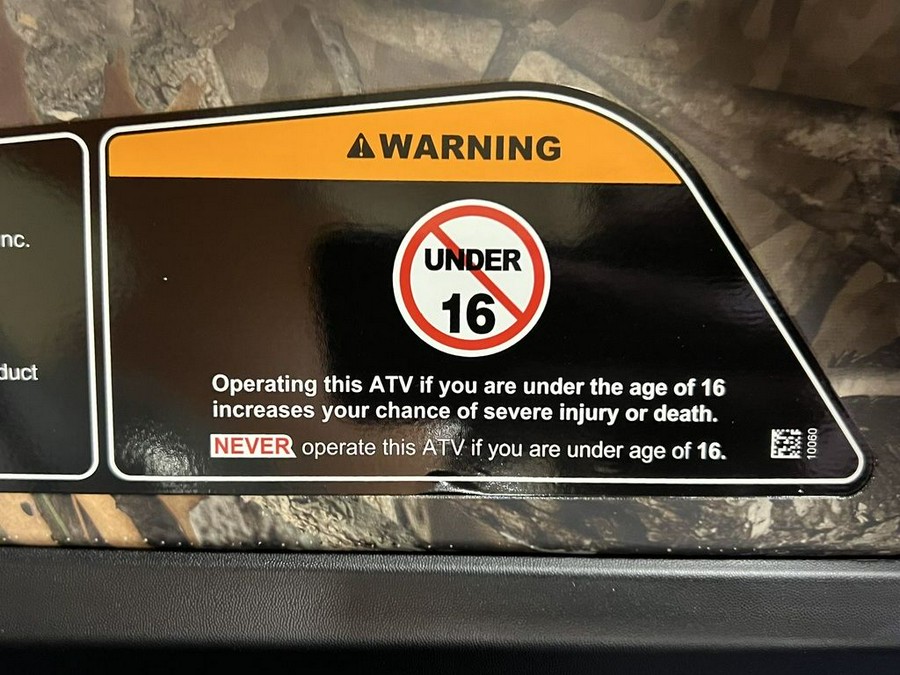 nc.
duct
WARNING
UNDER
16
Operating this ATV if you are under the age of 16
increases your chance of severe injury or death.
NEVER operate this ATV if you are under age of 16.
10060